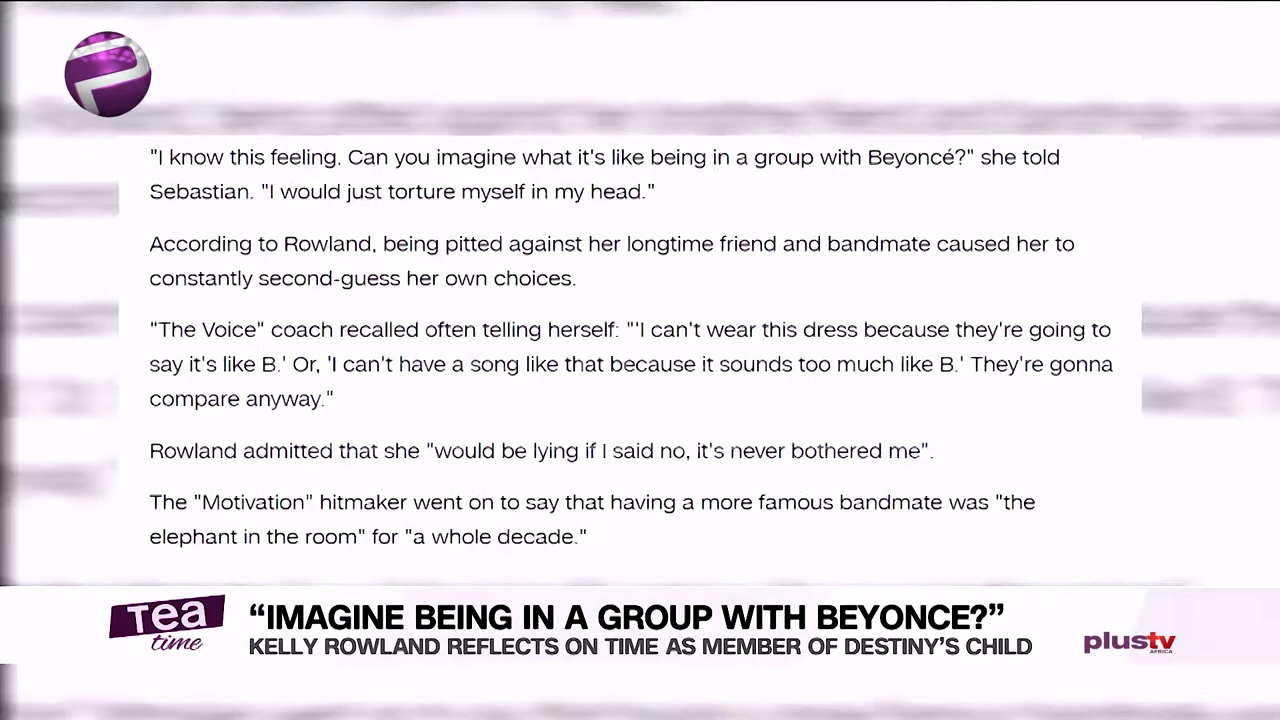 "I know this feeling. Can you imagine what it's like being in a group with Beyoncé?" she told
Sebastian. "I would just torture myself in my head."
According to Rowland, being pitted against her longtime friend and bandmate caused her to
constantly second-guess her own choices.
"The Voice" coach recalled often telling herself: "'I can't wear this dress because they're going to
say it's like B.' Or, 'I can't have a song like that because it sounds too much like B.' They're gonna
compare anyway."
Rowland admitted that she "would be lying if I said no, it's never bothered me".
The "Motivation" hitmaker went on to say that having a more famous bandmate was "the
elephant in the room" for "a whole decade."
Tea
time
“IMAGINE BEING IN A GROUP WITH BEYONCE?”
KELLY ROWLAND REFLECTS ON TIME AS MEMBER OF DESTINY’S CHILD
plustv
AFRICA